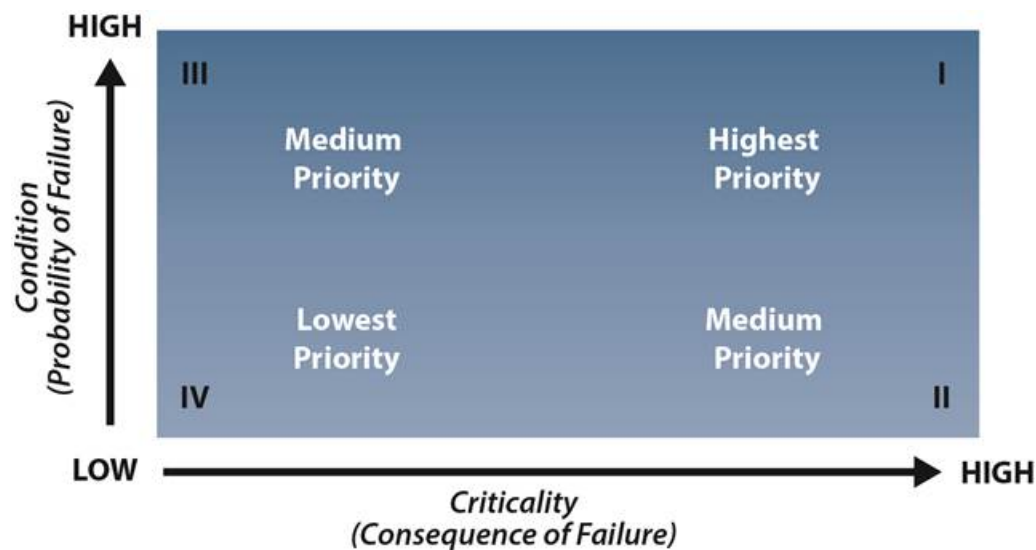 HIGH
III
I
Medium
Priority
Highest
Priority
Condition
(Probability of Failure)
Lowest
Priority
Medium
Priority
IV
II
LOW
HIGH
Criticality
(Consequence of Failure)